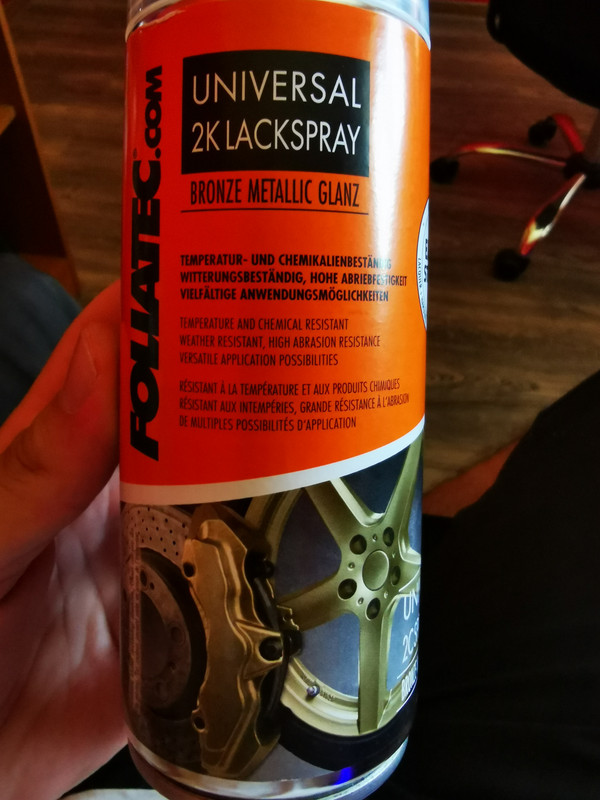 FOLIATEC.COM
UNIVERSAL
2K LACKSPRAY
BRONZE METALLIC GLANZ
TEMPERATUR- UND CHEMIKALIENBESTÄNDIG
WITTERUNGSBESTÄNDIG, HOHE ABRIEBFESTIGKEIT
VIELFÄLTIGE ANWENDUNGSMÖGLICHKEITEN
TEMPERATURE AND CHEMICAL RESISTANT
WEATHER RESISTANT, HIGH ABRASION RESISTANCE
VERSATILE APPLICATION POSSIBILITIES
RÉSISTANT À LA TEMPÉRATURE ET AUX PRODUITS CHIMIQUES
RÉSISTANT AUX INTEMPÉRIES, GRANDE RÉSISTANCE À L'ABRASION
DE MULTIPLES POSSIBILITÉS D'APPLICATION
UN